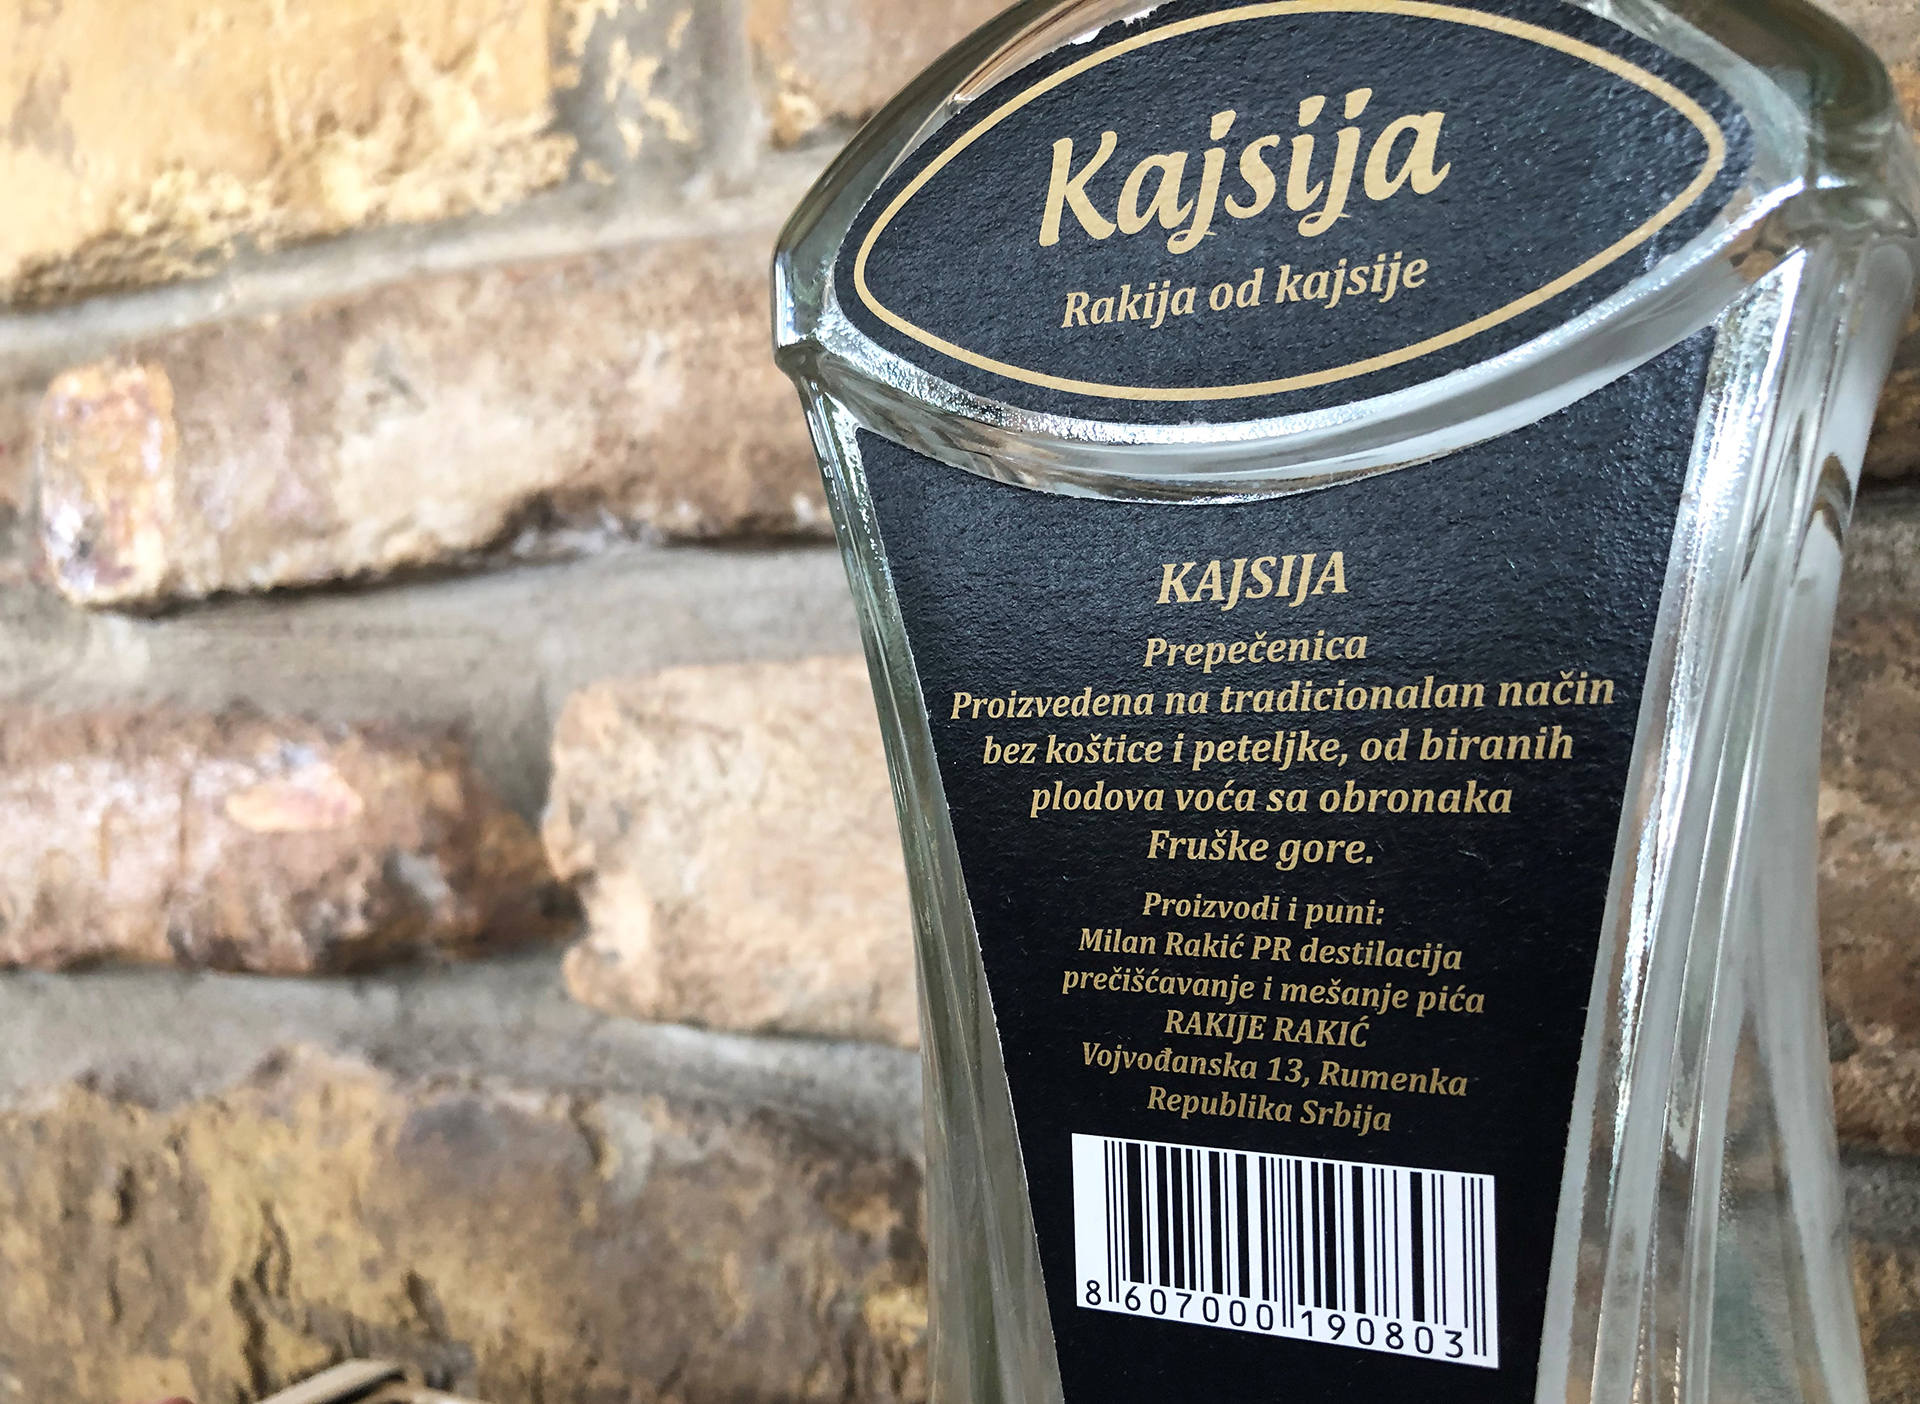 Kajsija
Rakija od kajsije
KAJSIJA
Prepečenica
Proizvedena na tradicionalan način
bez koštice i peteljke, od biranih
plodova voća sa obronaka
Fruške gore.
Proizvodi i puni:
Milan Rakić PR destilacija
prečišćavanje i mešanje pića
RAKIJE RAKIĆ
Vojvođanska 13, Rumenka
Republika Srbija
8 607000 190803